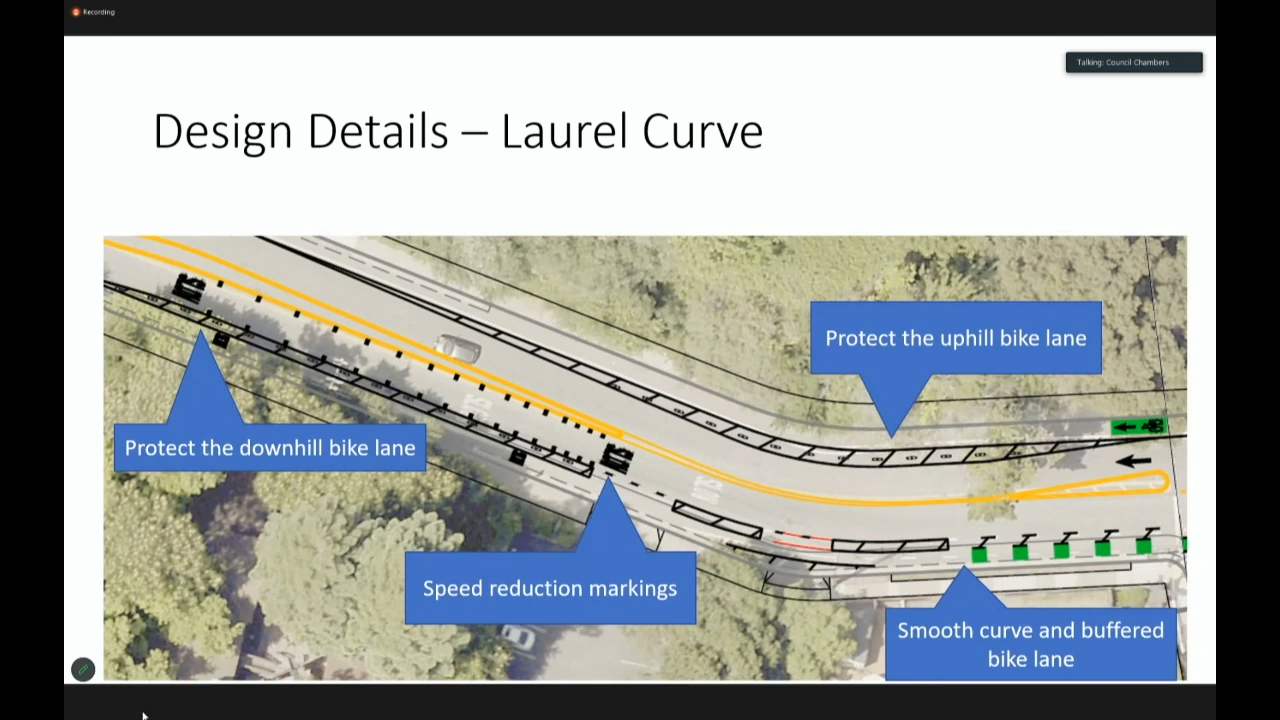 Recording
Talking: Council Chambers
Design Details – Laurel Curve
Protect the uphill bike lane
Protect the downhill bike lane
Speed reduction markings
Smooth curve and buffered
bike lane